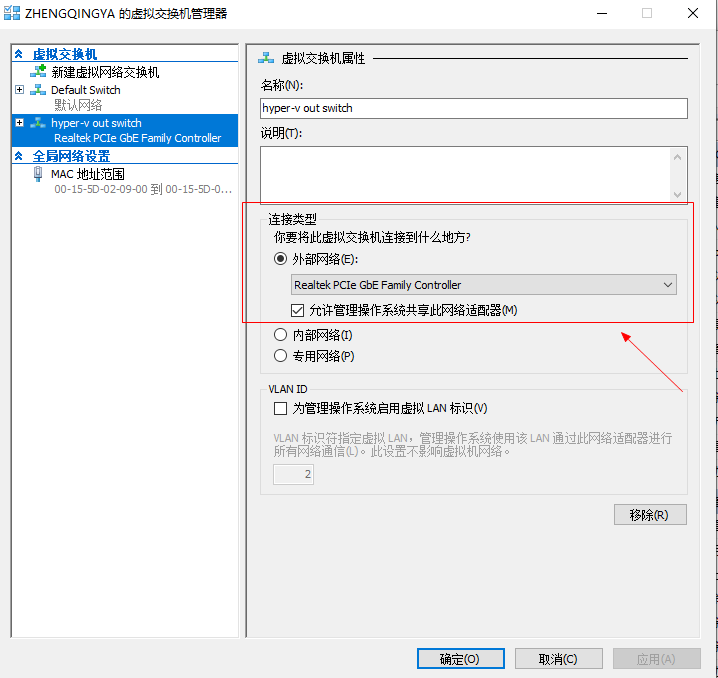 ZHENGQINGYA 的虚拟交换机管理器
虚拟交换机
新建虚拟网络交换机
Default Switch
默认网络
hyper-v out switch
Realtek PCIe GbE Family Controller
全局网络设置
MAC 地址范围
00-15-5D-02-09-00 到 00-15-5D-0...
虚拟交换机属性
名称(N):
hyper-v out switch
说明(T):
连接类型
你要将此虚拟交换机连接到什么地方?
外部网络(E):
Realtek PCIe GbE Family Controller
允许管理操作系统共享此网络适配器(M)
内部网络(I)
专用网络(P)
VLAN ID
为管理操作系统启用虚拟 LAN 标识(V)
VLAN 标识符指定虚拟 LAN，管理操作系统使用该 LAN 通过此网络适配器进行
所有网络通信(L)。此设置不影响虚拟机网络。
2
移除(R)
确定(O)
取消(C)
应用(A)